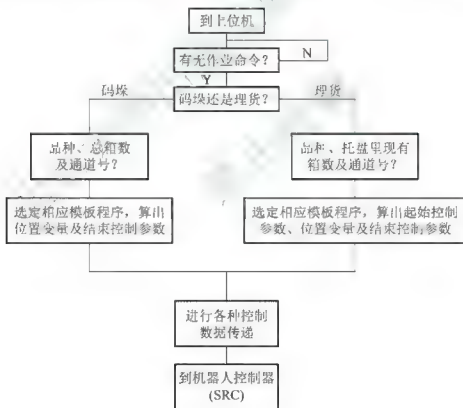 到上位机
有无作业命令?
N
Y
码垛
码垛还是理货?
理货
品种、总箱数
及通道号?
品种、托盘里现有
箱数及通道号?
选定相应模板程序,算出
位置变量及结束控制参数
选定相应模板程序,算出起始控制
参数、位置变量及结束控制参数
进行各种控制
数据传递
到机器人控制器
(SRC)